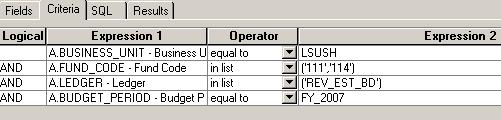 Fields Criteria SQL Results
Logical Expression 1 Operator Expression 2
A.BUSINESS_UNIT - Business U equal to LSUSH
AND A.FUND_CODE - Fund Code in list ('111','114')
AND A.LEDGER - Ledger in list ('REV_EST_BD')
AND A.BUDGET_PERIOD - Budget P equal to FY_2007